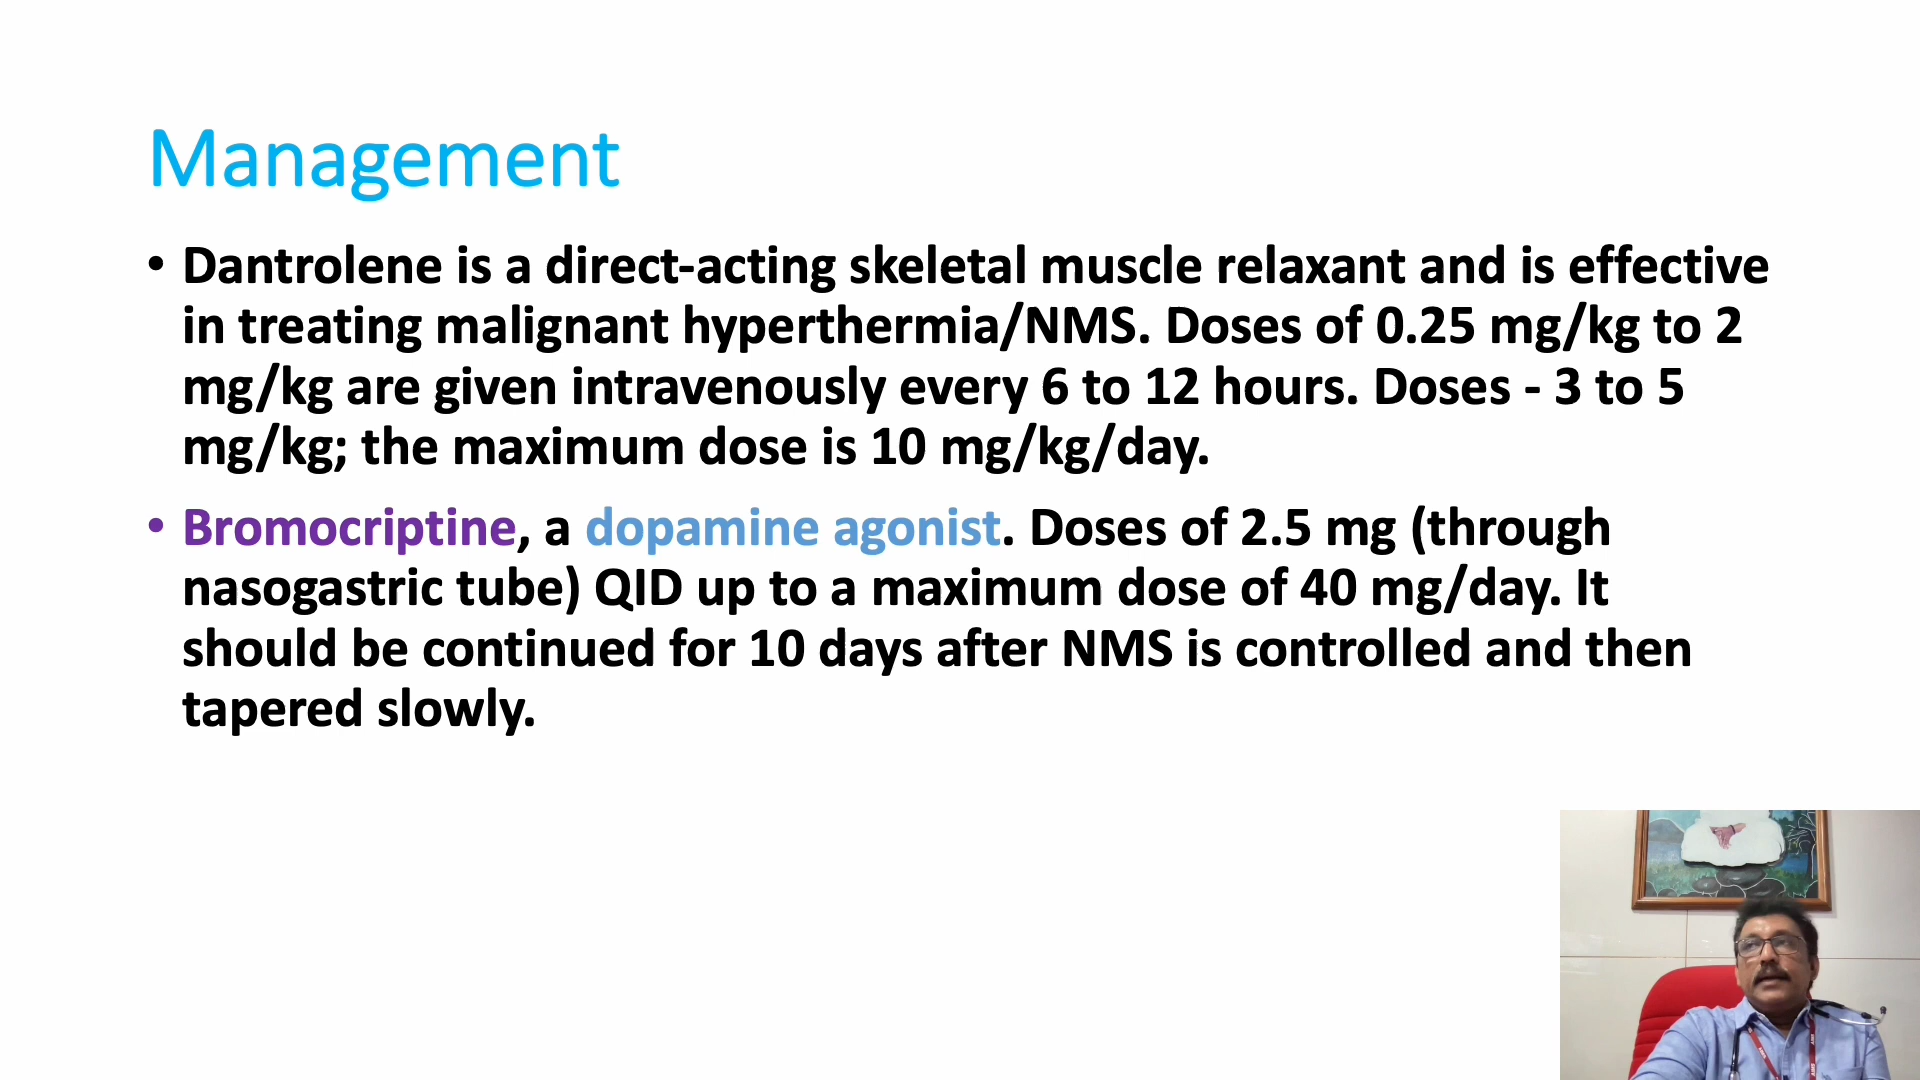 Management
• Dantrolene is a direct-acting skeletal muscle relaxant and is effective
in treating malignant hyperthermia/NMS. Doses of 0.25 mg/kg to 2
mg/kg are given intravenously every 6 to 12 hours. Doses - 3 to 5
mg/kg; the maximum dose is 10 mg/kg/day.
• Bromocriptine, a dopamine agonist. Doses of 2.5 mg (through
nasogastric tube) QID up to a maximum dose of 40 mg/day. It
should be continued for 10 days after NMS is controlled and then
tapered slowly.